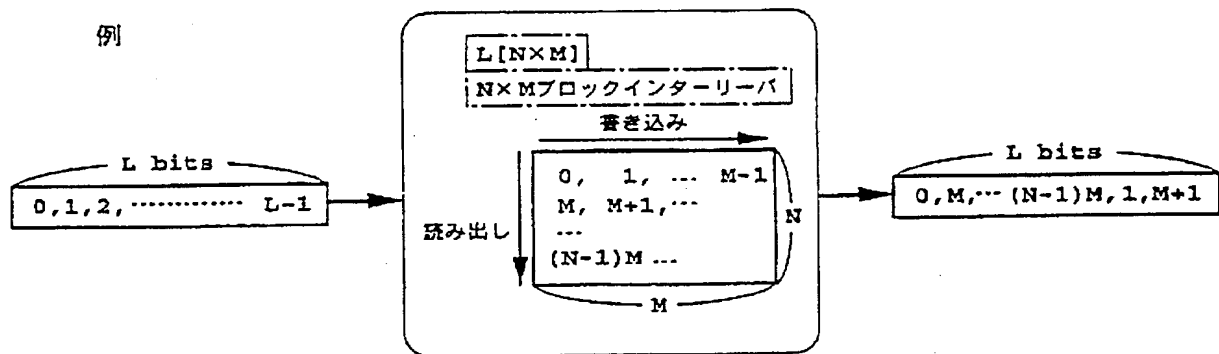 例
L[N×M]
N×Mブロックインターリーバ
書き込み
L bits
0,1,2,⋯⋯⋯⋯⋯ L-1
読み出し
0, 1, ⋯ M-1
M, M+1,⋯
⋯
(N-1)M ⋯
N
M
L bits
0,M,⋯ (N-1)M,1,M+1